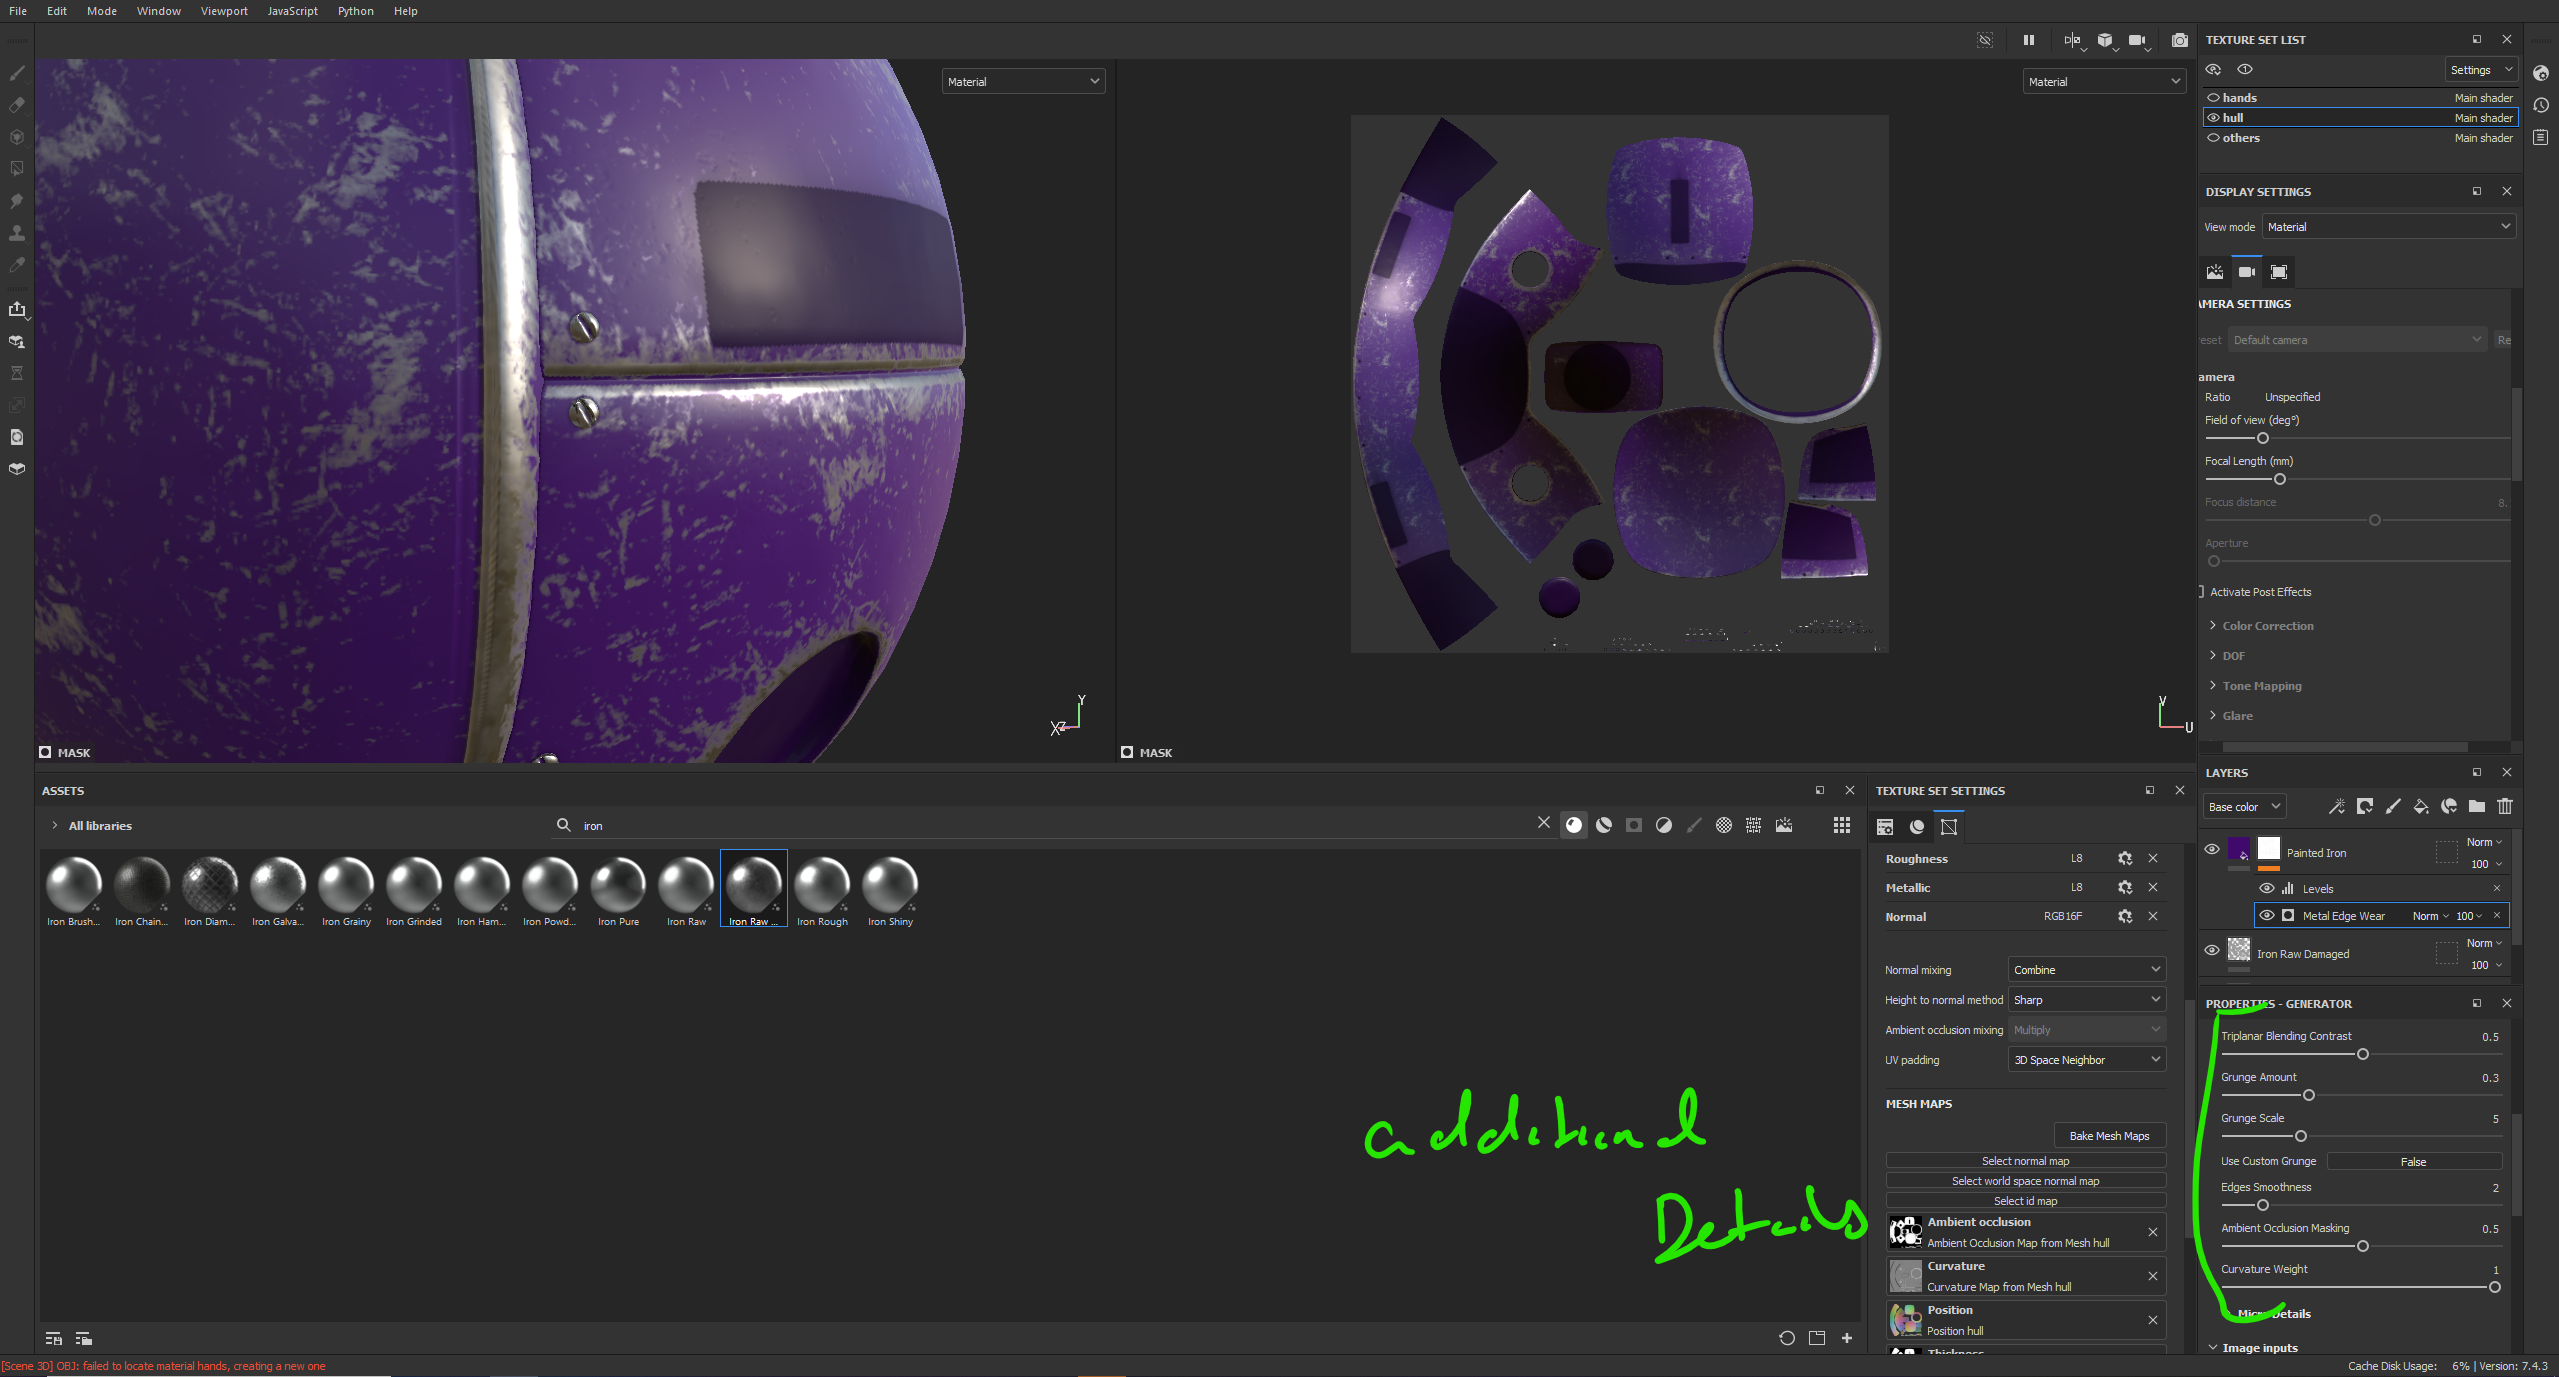 File Edit Mode Window Viewport JavaScript Python Help
Material
Material
Y
X Z
V
U
MASK
MASK
TEXTURE SET LIST
Settings
hands Main shader
hull Main shader
others Main shader
DISPLAY SETTINGS
View mode Material
AMERA SETTINGS
eset Default camera Re
amera
Ratio Unspecified
Field of view (deg°)
Focal Length (mm)
Focus distance 8.
Aperture
Activate Post Effects
Color Correction
DOF
Tone Mapping
Glare
ASSETS
All libraries
iron
Iron Brush... Iron Chain... Iron Diam... Iron Galva... Iron Grainy Iron Grinded Iron Ham... Iron Powd... Iron Pure Iron Raw Iron Raw ... Iron Rough Iron Shiny
additional
Details
TEXTURE SET SETTINGS
Roughness L8
Metallic L8
Normal RGB16F
Normal mixing Combine
Height to normal method Sharp
Ambient occlusion mixing Multiply
UV padding 3D Space Neighbor
MESH MAPS
Bake Mesh Maps
Select normal map
Select world space normal map
Select id map
Ambient occlusion
Ambient Occlusion Map from Mesh hull
Curvature
Curvature Map from Mesh hull
Position
Position hull
Thickness
LAYERS
Base color
Painted Iron Norm 100
Levels
Metal Edge Wear Norm 100
Iron Raw Damaged Norm 100
PROPERTIES - GENERATOR
Triplanar Blending Contrast 0.5
Grunge Amount 0.3
Grunge Scale 5
Use Custom Grunge False
Edges Smoothness 2
Ambient Occlusion Masking 0.5
Curvature Weight 1
Micro Details
Image inputs
[Scene 3D] OBJ: failed to locate material hands, creating a new one
Cache Disk Usage: 6% | Version: 7.4.3